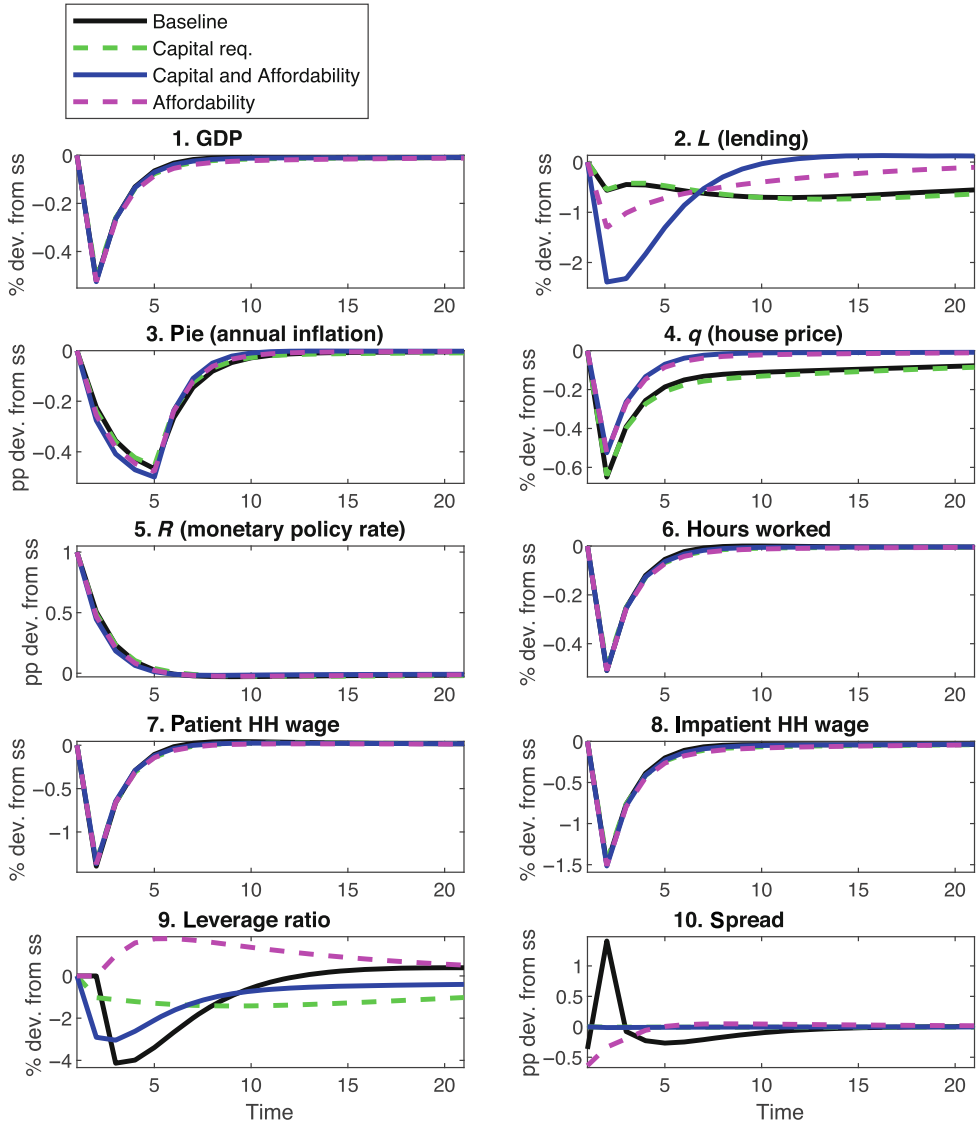 Baseline
Capital req.
Capital and Affordability
Affordability
1. GDP
% dev. from ss
0
−0.2
−0.4
5 10 15 20
2. L (lending)
% dev. from ss
0
−1
−2
5 10 15 20
3. Pie (annual inflation)
pp dev. from ss
0
−0.2
−0.4
5 10 15 20
4. q (house price)
% dev. from ss
0
−0.2
−0.4
−0.6
5 10 15 20
5. R (monetary policy rate)
pp dev. from ss
1
0.5
0
5 10 15 20
6. Hours worked
% dev. from ss
0
−0.2
−0.4
5 10 15 20
7. Patient HH wage
% dev. from ss
0
−0.5
−1
5 10 15 20
8. Impatient HH wage
% dev. from ss
0
−0.5
−1
−1.5
5 10 15 20
9. Leverage ratio
% dev. from ss
0
−2
−4
5 10 15 20
Time
10. Spread
pp dev. from ss
1
0.5
0
−0.5
5 10 15 20
Time